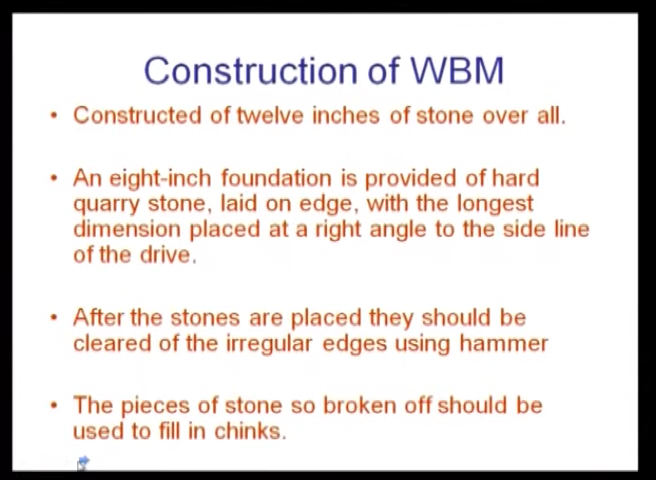 Construction of WBM
• Constructed of twelve inches of stone over all.
• An eight-inch foundation is provided of hard
quarry stone, laid on edge, with the longest
dimension placed at a right angle to the side line
of the drive.
• After the stones are placed they should be
cleared of the irregular edges using hammer
• The pieces of stone so broken off should be
used to fill in chinks.